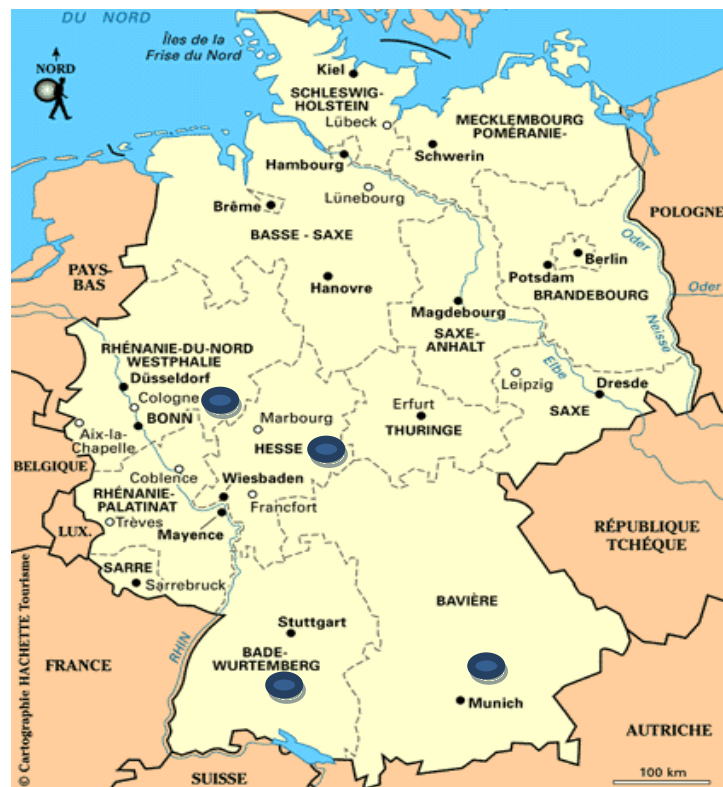 DU NORD
Îles de la
Frise du Nord
NORD
Kiel
SCHLESWIG-
HOLSTEIN
Lübeck
MECKLEMBOURG
POMÉRANIE-
Schwerin
Hambourg
Lünebourg
Brême
POLOGNE
BASSE - SAXE
Oder
Berlin
PAYS-
BAS
Potsdam
Hanovre
BRANDEBOURG
Oder
Magdebourg
Neisse
SAXE-
ANHALT
RHÉNANIE-DU-NORD
WESTPHALIE
Elbe
Düsseldorf
Leipzig
Dresde
Cologne
Erfurt
SAXE
BONN
Marbourg
THURINGE
Aix-la-
Chapelle
HESSE
BELGIQUE
Coblence
Wiesbaden
RHÉNANIE-
PALATINAT
Francfort
LUX.
Trèves
Mayence
RÉPUBLIQUE
TCHÉQUE
SARRE
Sarrebruck
BAVIÈRE
Stuttgart
RHIN
BADE-
WURTEMBERG
FRANCE
Munich
AUTRICHE
SUISSE
100 km
© Cartographie HACHETTE Tourisme